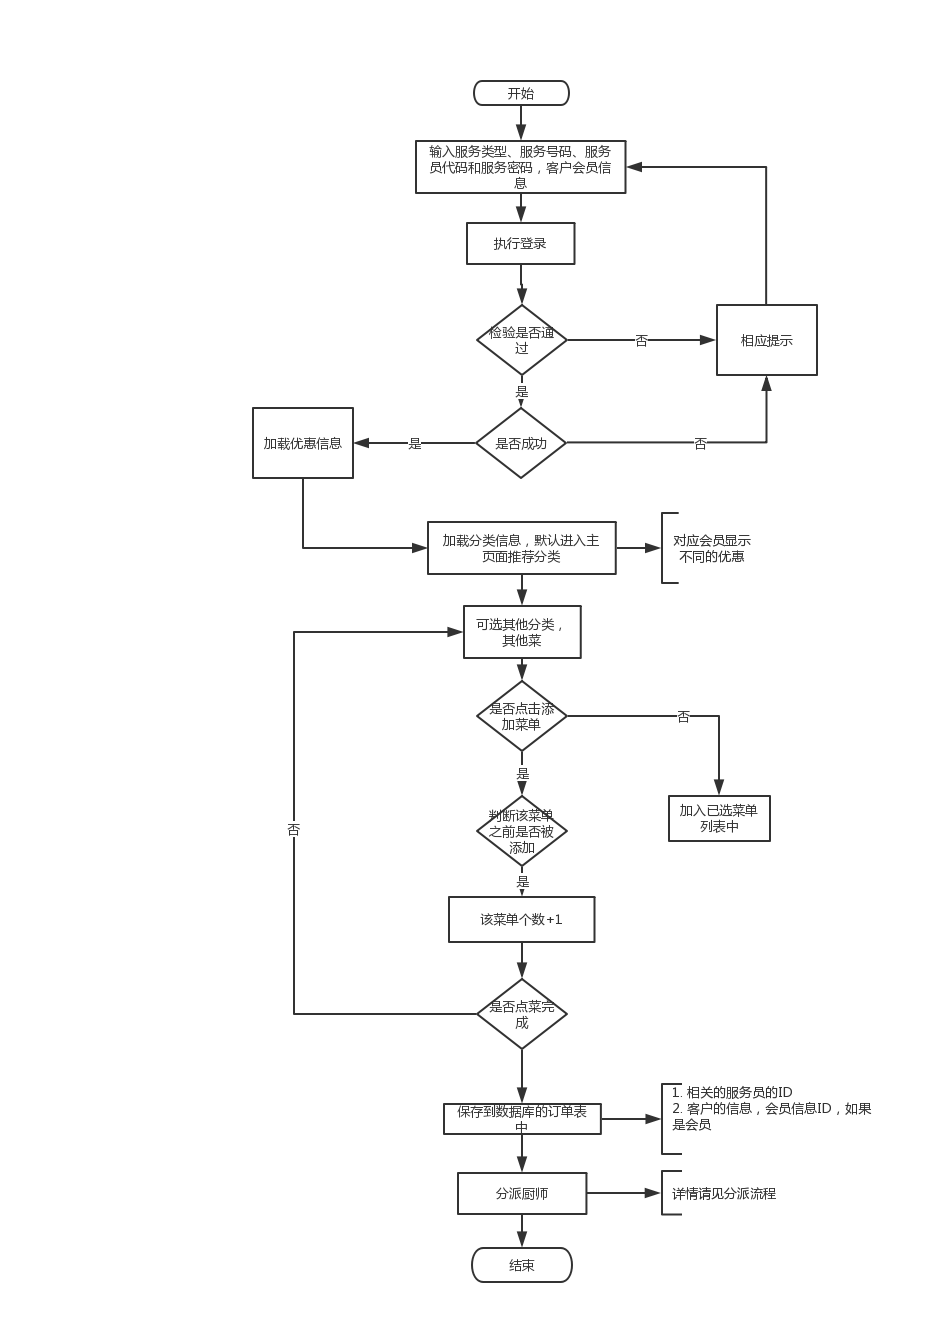 开始
输入服务类型、服务号码、服务
员代码和服务密码，客户会员信
息
执行登录
检验是否通
过
否
相应提示
是
加载优惠信息
是
是否成功
否
加载分类信息，默认进入主
页面推荐分类
对应会员显示
不同的优惠
可选其他分类，
其他菜
是否点击添
加菜单
否
是
加入已选菜单
列表中
判断该菜单
之前是否被
添加
否
是
该菜单个数+1
是否点菜完
成
保存到数据库的订单表
中
1. 相关的服务员的ID
2. 客户的信息，会员信息ID，如果
是会员
分派厨师
详情请见分派流程
结束